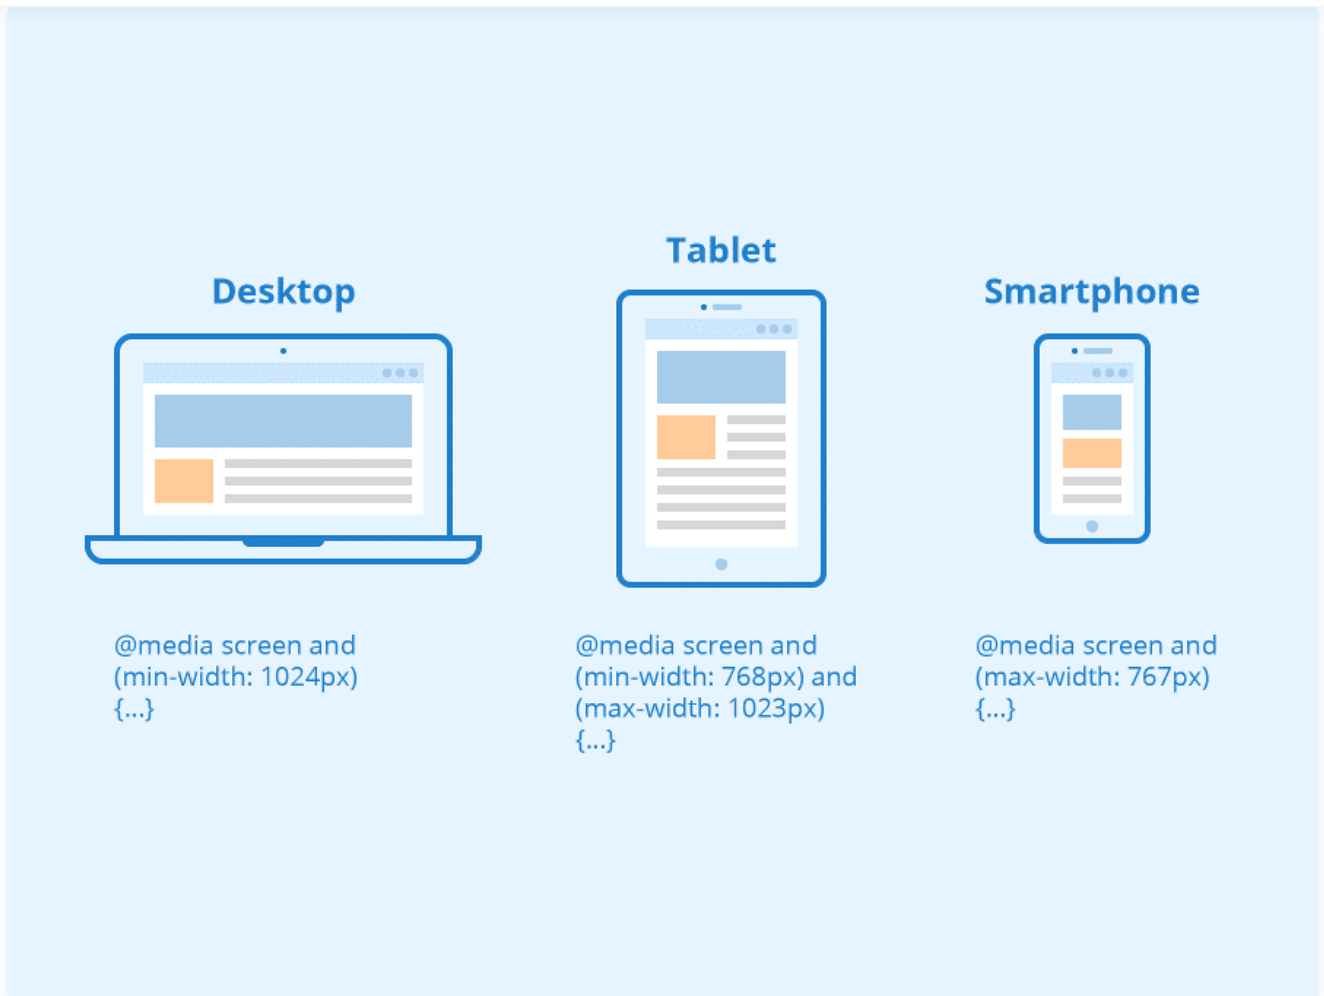 Desktop
@media screen and
(min-width: 1024px)
{...}
Tablet
@media screen and
(min-width: 768px) and
(max-width: 1023px)
{...}
Smartphone
@media screen and
(max-width: 767px)
{...}